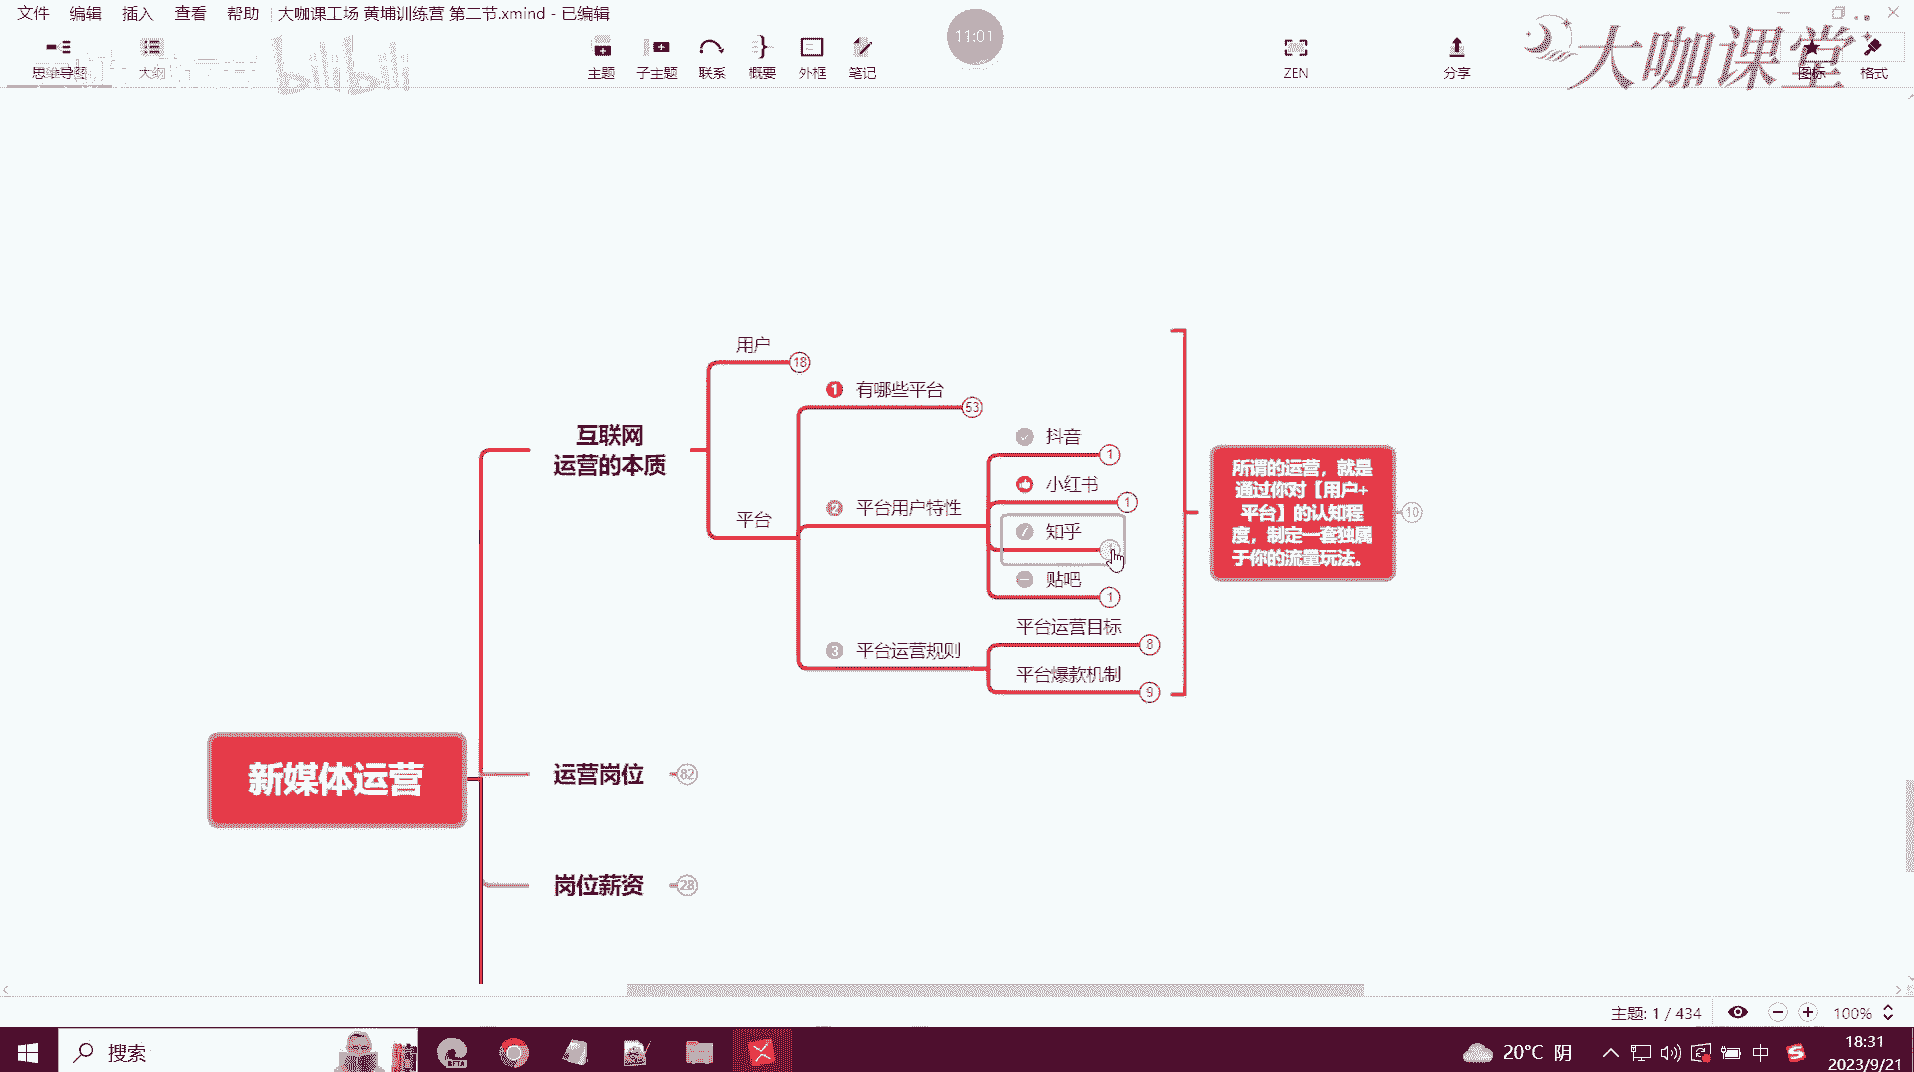 文件 编辑 插入 查看 帮助 大咖课工场 黄埔训练营 第二节.xmind - 已编辑
思维导图 大纲 主题 子主题 联系 概要 外框 笔记 ZEN 分享 图标 格式
11:01
bilibili
大咖课堂
用户
18
1 有哪些平台
53
抖音
1
互联网
运营的本质
小红书
1
平台
2 平台用户特性
知乎
贴吧
1
平台运营目标
8
3 平台运营规则
平台爆款机制
9
所谓的运营，就是
通过你对【用户+
平台】的认知程
度，制定一套独属
于你的流量玩法。
10
新媒体运营
运营岗位
82
岗位薪资
28
主题: 1 / 434 100%
搜索
BETA
20°C 阴 中
18:31
2023/9/21